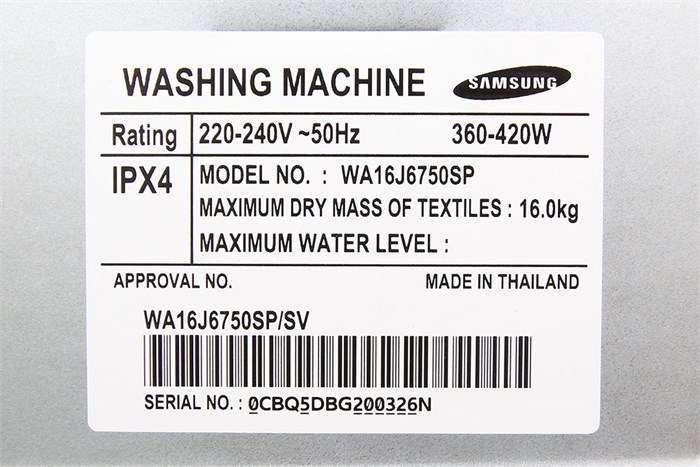 WASHING MACHINE SAMSUNG
Rating 220-240V ~50Hz 360-420W
IPX4 MODEL NO. : WA16J6750SP
MAXIMUM DRY MASS OF TEXTILES : 16.0kg
MAXIMUM WATER LEVEL :
APPROVAL NO. MADE IN THAILAND
WA16J6750SP/SV
SERIAL NO. : 0CBQ5DBG200326N